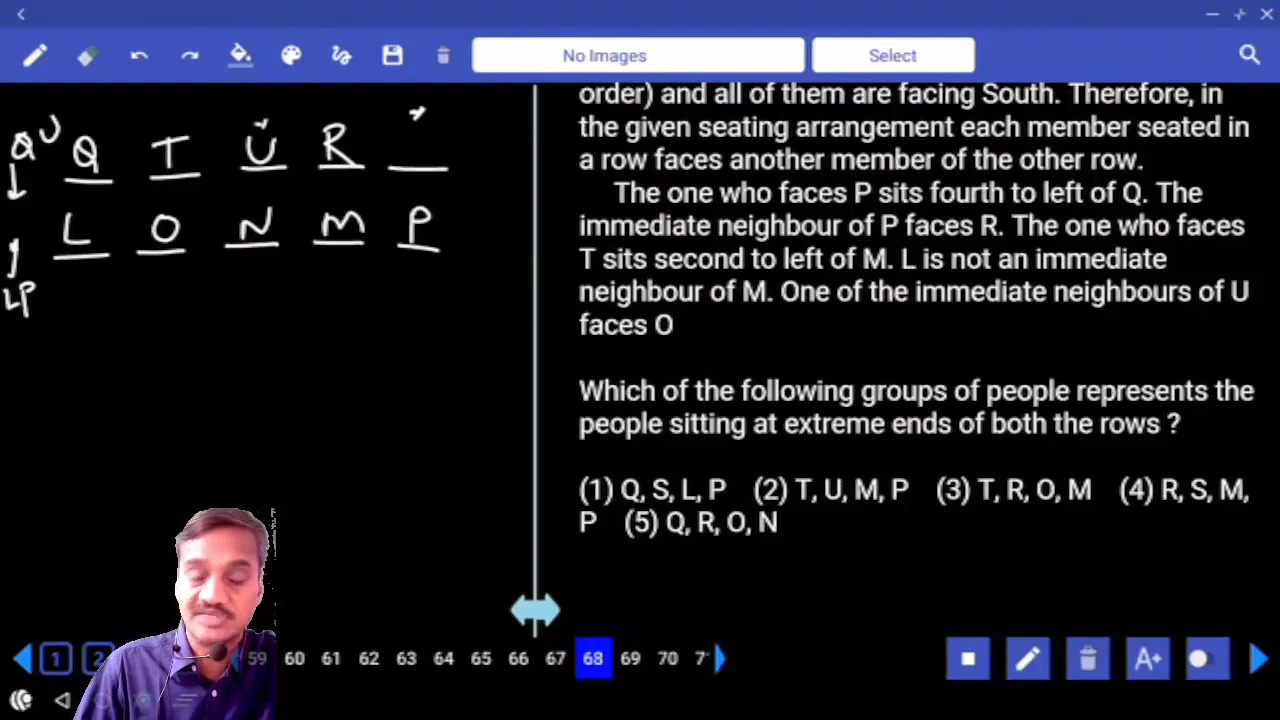 No Images
Select
Q U Q T U R
L O N M P
LP
order) and all of them are facing South. Therefore, in
the given seating arrangement each member seated in
a row faces another member of the other row.
The one who faces P sits fourth to left of Q. The
immediate neighbour of P faces R. The one who faces
T sits second to left of M. L is not an immediate
neighbour of M. One of the immediate neighbours of U
faces O
Which of the following groups of people represents the
people sitting at extreme ends of both the rows ?
(1) Q, S, L, P (2) T, U, M, P (3) T, R, O, M (4) R, S, M,
P (5) Q, R, O, N
1 2 59 60 61 62 63 64 65 66 67 68 69 70 7
A+